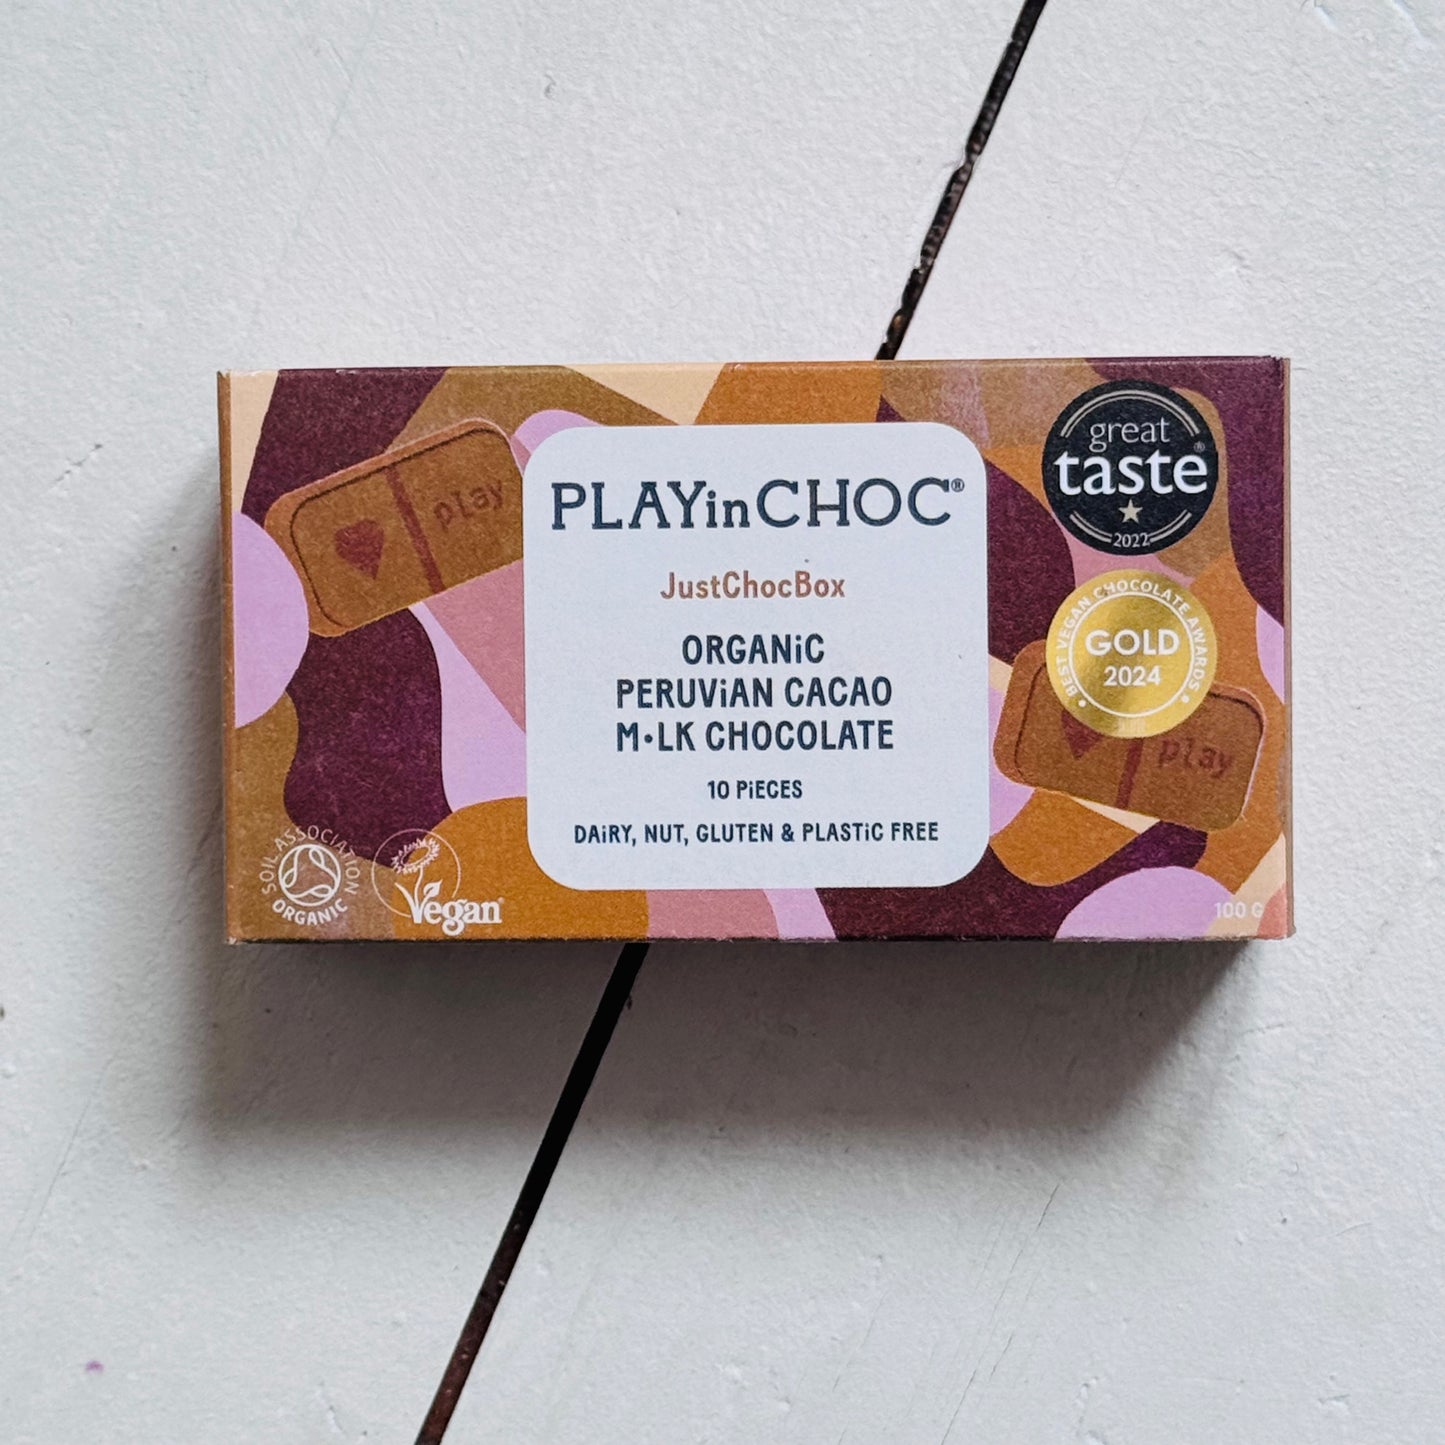 PLAYinCHOC®
JustChocBox
ORGANiC
PERUViAN CACAO
M•LK CHOCOLATE
10 PiECES
DAiRY, NUT, GLUTEN & PLASTiC FREE
play
great
taste®
2022
BEST VEGAN CHOCOLATE AWARDS
GOLD
2024
play
SOIL ASSOCIATION
ORGANIC
Vegan
100 G